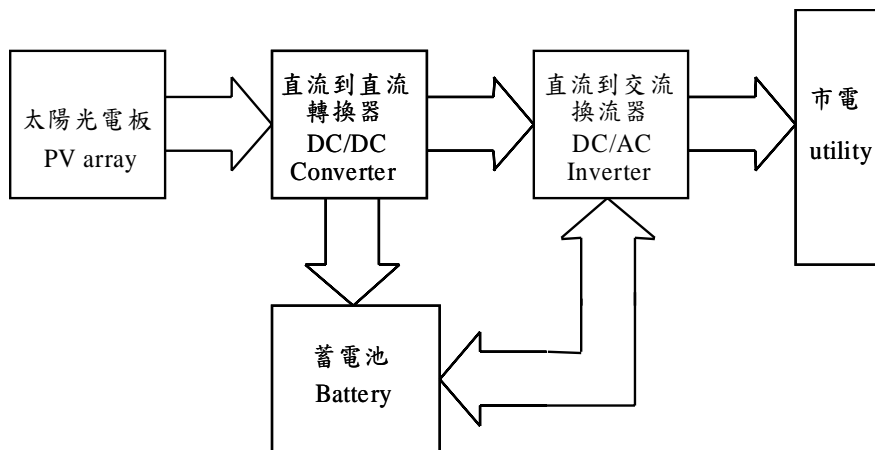 太陽光電板
PV array
直流到直流
轉換器
DC/DC
Converter
直流到交流
換流器
DC/AC
Inverter
市電
utility
蓄電池
Battery